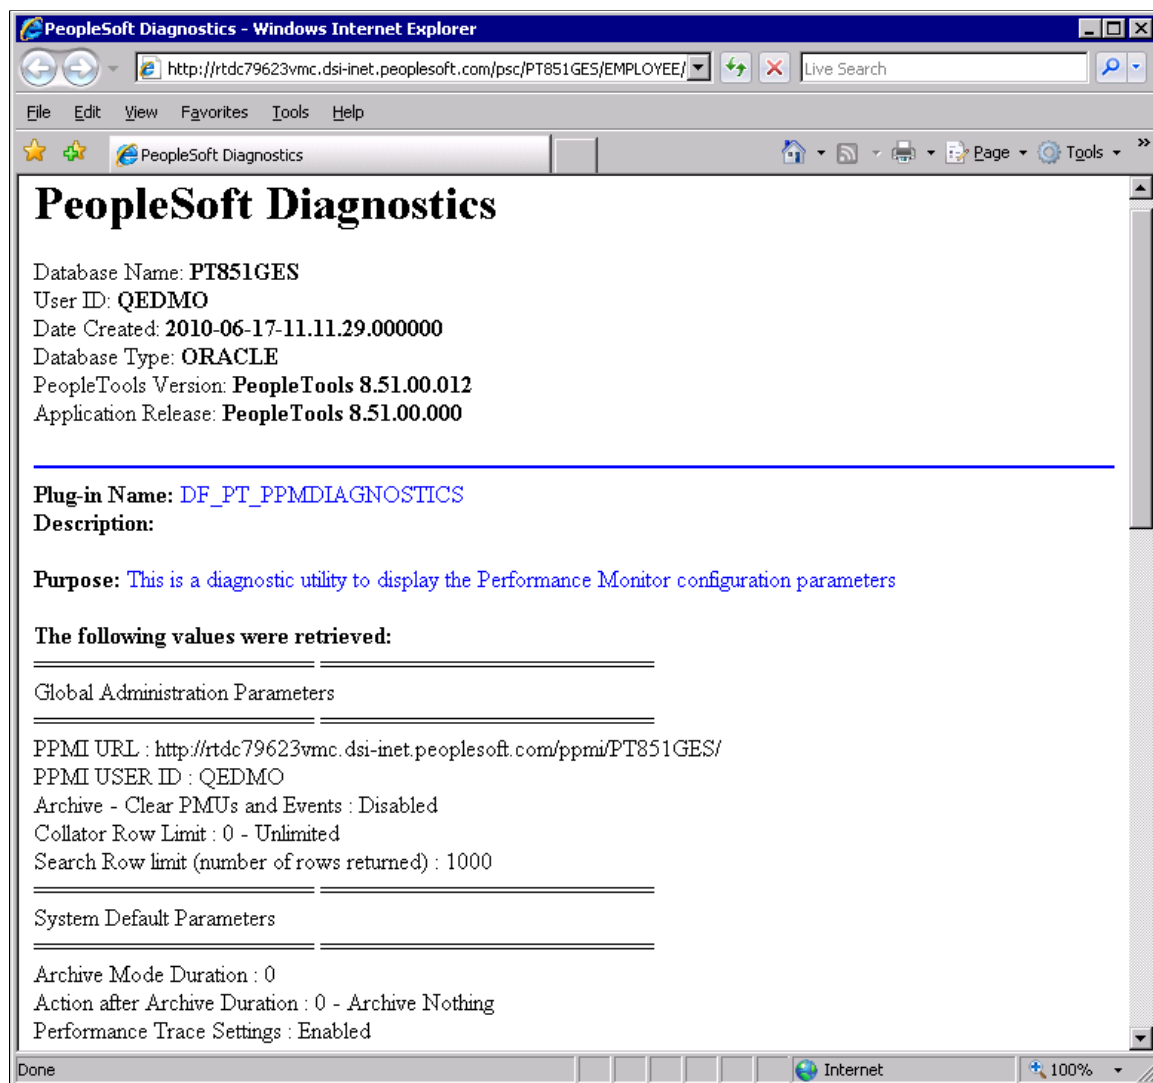 PeopleSoft Diagnostics - Windows Internet Explorer
http://rtdc79623vmc.dsi-inet.peoplesoft.com/psc/PT851GES/EMPLOYEE/
Live Search
File Edit View Favorites Tools Help
PeopleSoft Diagnostics
Page Tools »
PeopleSoft Diagnostics
Database Name: PT851GES
User ID: QEDMO
Date Created: 2010-06-17-11.11.29.000000
Database Type: ORACLE
PeopleTools Version: PeopleTools 8.51.00.012
Application Release: PeopleTools 8.51.00.000
Plug-in Name: DF_PT_PPMDIAGNOSTICS
Description:
Purpose: This is a diagnostic utility to display the Performance Monitor configuration parameters
The following values were retrieved:
Global Administration Parameters
PPMI URL : http://rtdc79623vmc.dsi-inet.peoplesoft.com/ppmi/PT851GES/
PPMI USER ID : QEDMO
Archive - Clear PMUs and Events : Disabled
Collator Row Limit : 0 - Unlimited
Search Row limit (number of rows returned) : 1000
System Default Parameters
Archive Mode Duration : 0
Action after Archive Duration : 0 - Archive Nothing
Performance Trace Settings : Enabled
Done Internet 100%